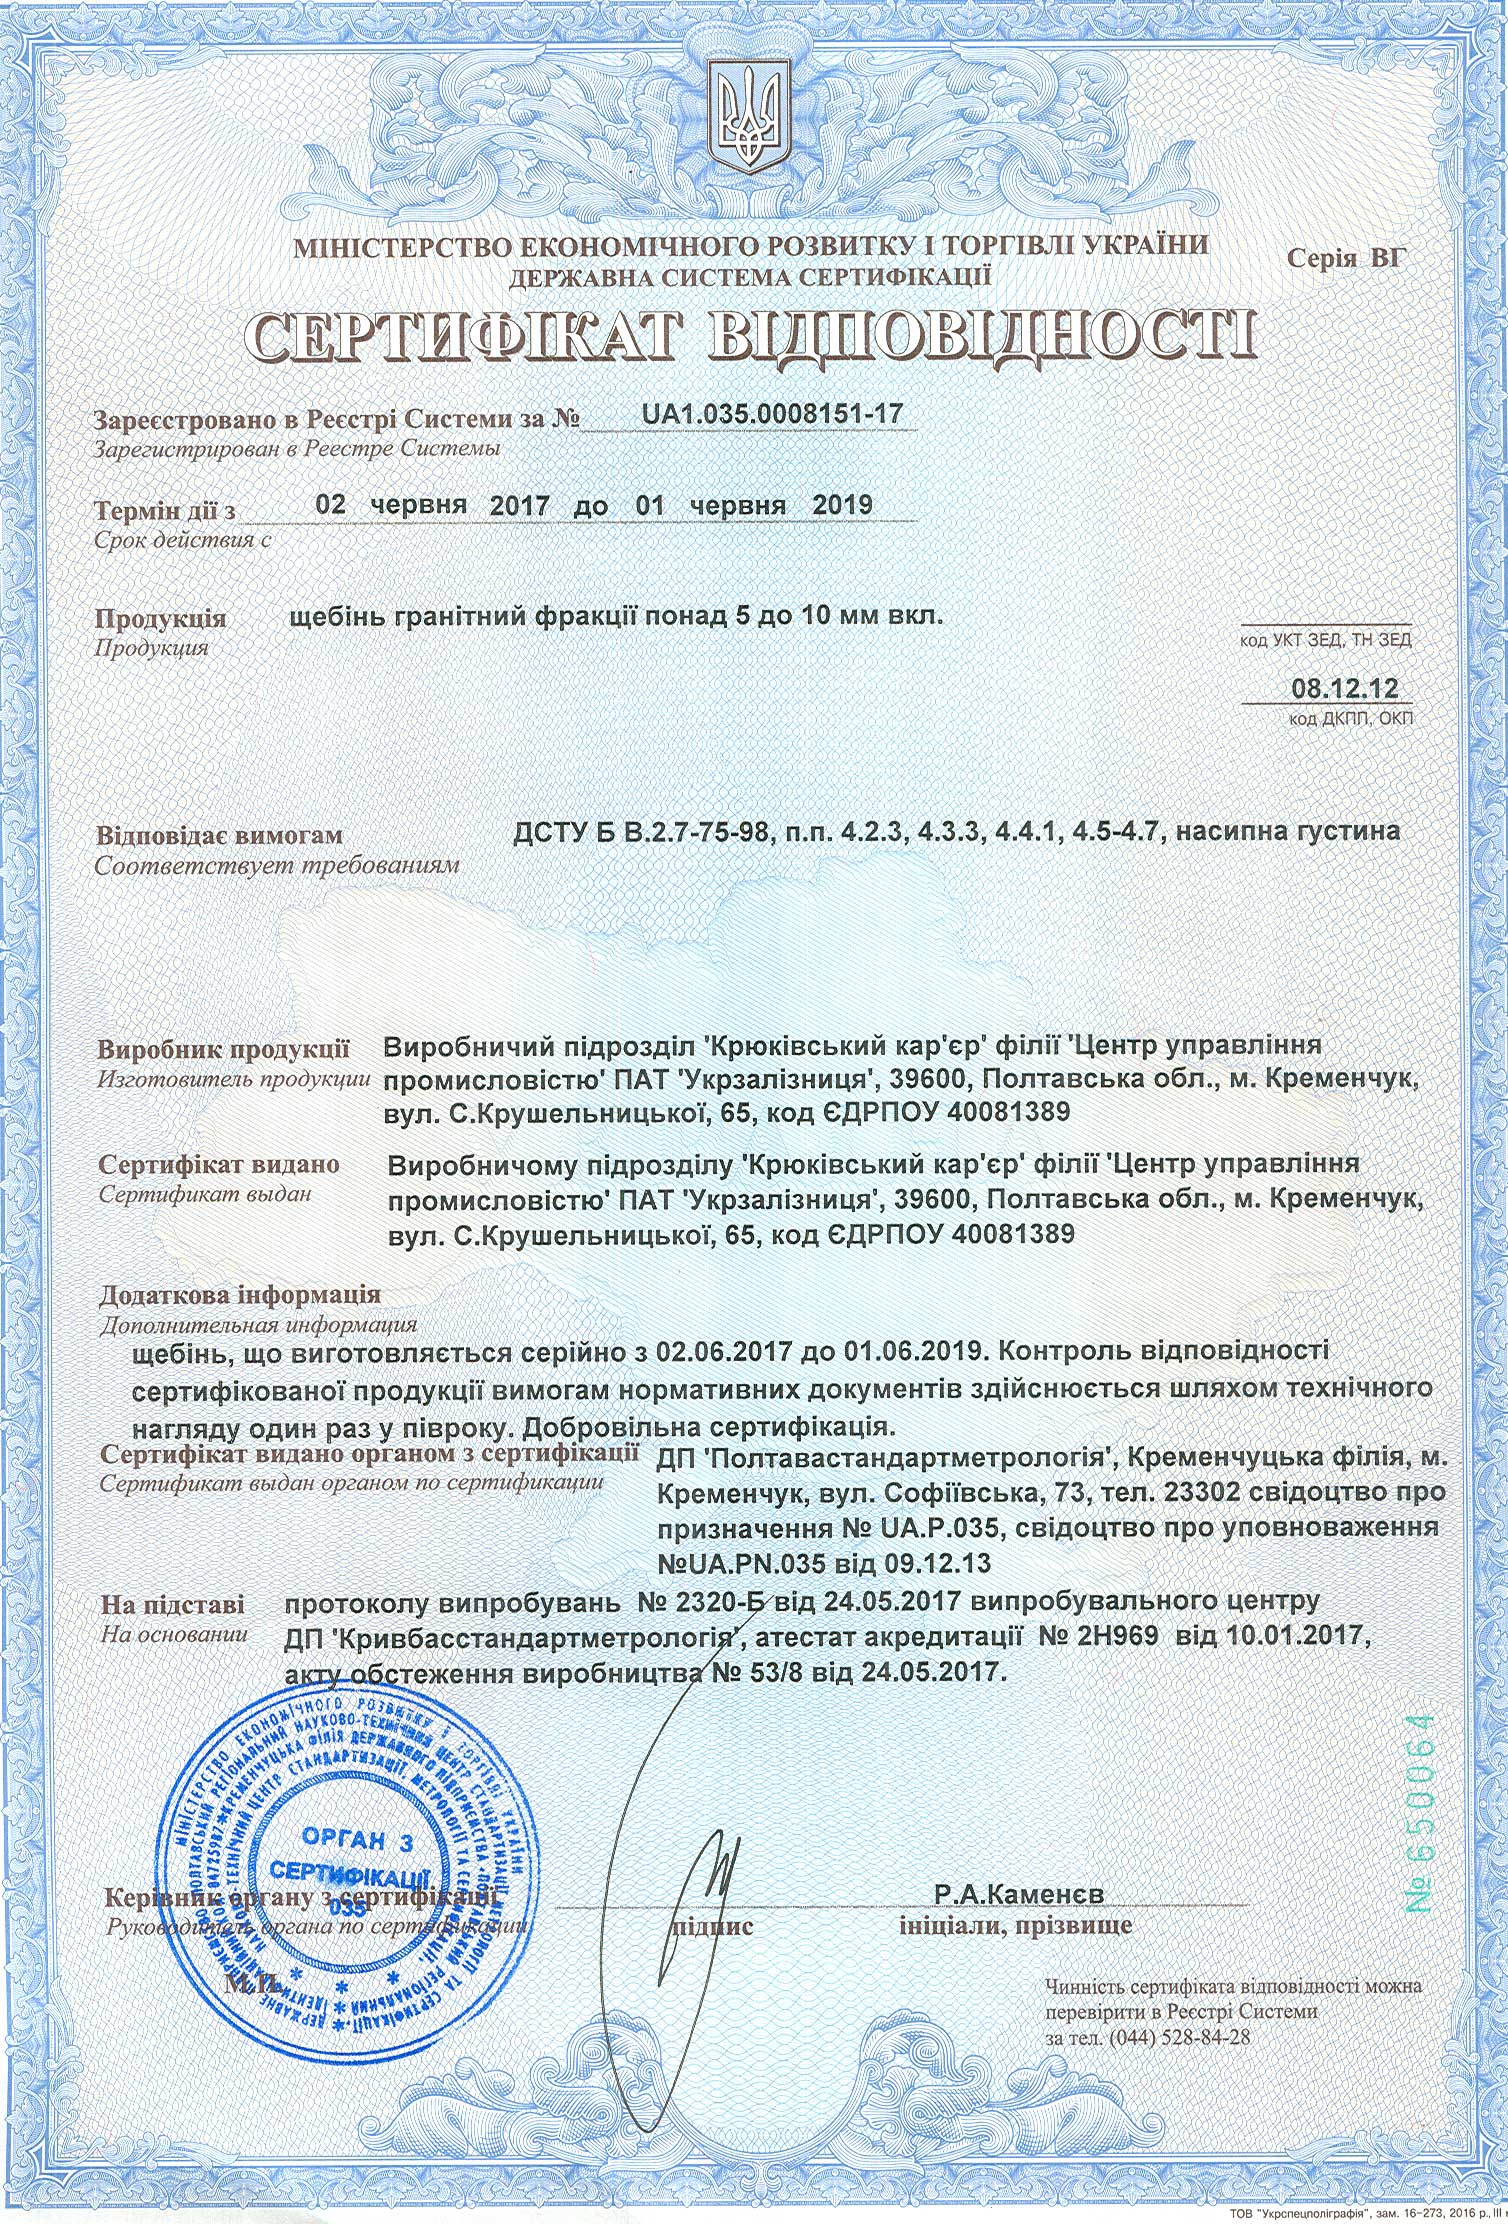 МІНІСТЕРСТВО ЕКОНОМІЧНОГО РОЗВИТКУ І ТОРГІВЛІ УКРАЇНИ
Серія ВГ
ДЕРЖАВНА СИСТЕМА СЕРТИФІКАЦІЇ
СЕРТИФІКАТ ВІДПОВІДНОСТІ
Зареєстровано в Реєстрі Системи за № UA1.035.0008151-17
Зарегистрирован в Реестре Системы
Термін дії з 02 червня 2017 до 01 червня 2019
Срок действия с
Продукція щебінь гранітний фракції понад 5 до 10 мм вкл.
Продукция
код УКТ ЗЕД, ТН ЗЕД
08.12.12
код ДКПП, ОКП
Відповідає вимогам ДСТУ Б В.2.7-75-98, п.п. 4.2.3, 4.3.3, 4.4.1, 4.5-4.7, насипна густина
Соответствует требованиям
Виробник продукції Виробничий підрозділ 'Крюківський кар'єр' філії 'Центр управління
Изготовитель продукции промисловістю' ПАТ 'Укрзалізниця', 39600, Полтавська обл., м. Кременчук,
вул. С.Крушельницької, 65, код ЄДРПОУ 40081389
Сертифікат видано Виробничому підрозділу 'Крюківський кар'єр' філії 'Центр управління
Сертификат выдан промисловістю' ПАТ 'Укрзалізниця', 39600, Полтавська обл., м. Кременчук,
вул. С.Крушельницької, 65, код ЄДРПОУ 40081389
Додаткова інформація
Дополнительная информация
щебінь, що виготовляється серійно з 02.06.2017 до 01.06.2019. Контроль відповідності
сертифікованої продукції вимогам нормативних документів здійснюється шляхом технічного
нагляду один раз у півроку. Добровільна сертифікація.
Сертифікат видано органом з сертифікації ДП 'Полтавастандартметрологія', Кременчуцька філія, м.
Сертификат выдан органом по сертификации Кременчук, вул. Софіївська, 73, тел. 23302 свідоцтво про
призначення № UA.P.035, свідоцтво про уповноваження
№UA.PN.035 від 09.12.13
На підставі протоколу випробувань № 2320-Б від 24.05.2017 випробувального центру
На основании ДП 'Кривбасстандартметрологія', атестат акредитації № 2Н969 від 10.01.2017,
акту обстеження виробництва № 53/8 від 24.05.2017.
№ 650064
МІНІСТЕРСТВО ЕКОНОМІЧНОГО РОЗВИТКУ І ТОРГІВЛІ УКРАЇНИ
ОРГАН З
СЕРТИФІКАЦІЇ
035
Керівник органу з сертифікації Р.А.Каменєв
Руководитель органа по сертификации підпис ініціали, прізвище
М.П.
Чинність сертифіката відповідності можна
перевірити в Реєстрі Системи
за тел. (044) 528-84-28
ТОВ "Укрспецполіграфія", зам. 16-273, 2016 р., III